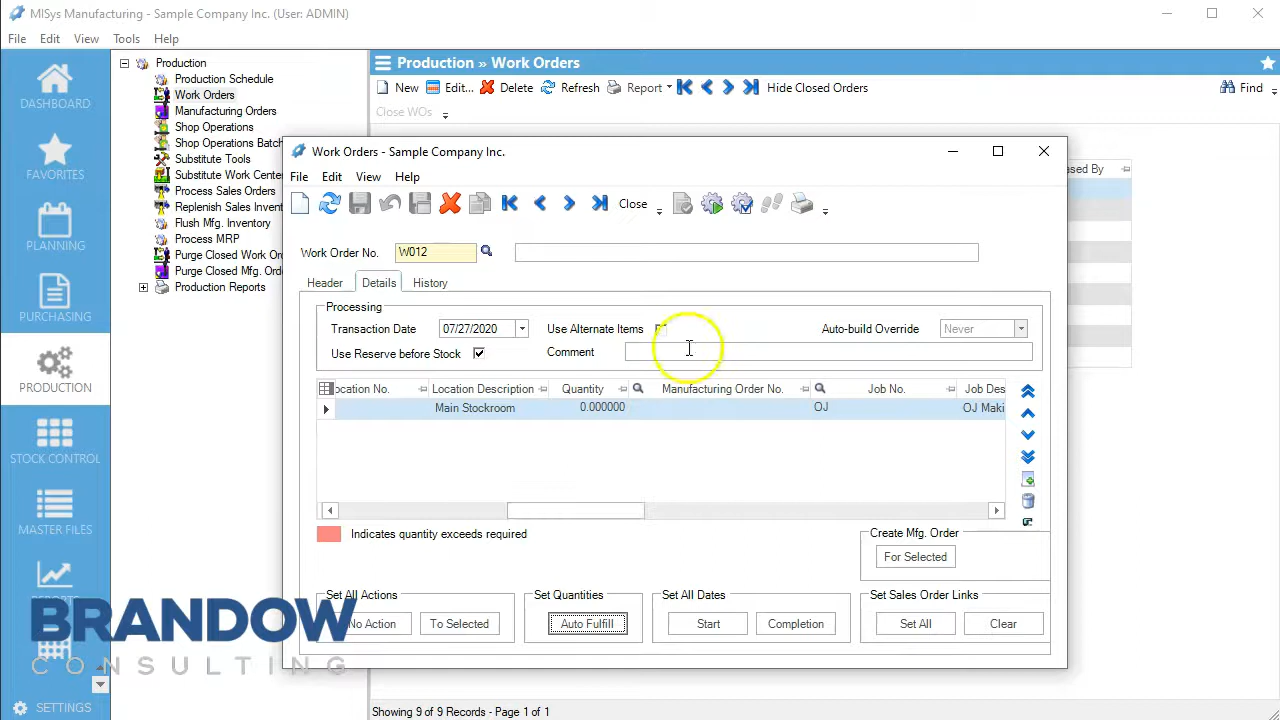 MISys Manufacturing - Sample Company Inc. (User: ADMIN)
File Edit View Tools Help
DASHBOARD
FAVORITES
PLANNING
PURCHASING
PRODUCTION
STOCK CONTROL
MASTER FILES
SETTINGS
Production
Production Schedule
Work Orders
Manufacturing Orders
Shop Operations
Shop Operations Batch
Substitute Tools
Substitute Work Center
Process Sales Orders
Replenish Sales Invent
Flush Mfg. Inventory
Process MRP
Purge Closed Work Or
Purge Closed Mfg. Ord
Production Reports
Production » Work Orders
New Edit... Delete Refresh Report Hide Closed Orders Find
Close WOs
ased By
Work Orders - Sample Company Inc.
File Edit View Help
Close
Work Order No. W012
Header Details History
Processing
Transaction Date 07/27/2020 Use Alternate Items Auto-build Override Never
Use Reserve before Stock Comment
ocation No. Location Description Quantity Manufacturing Order No. Job No. Job Des
Main Stockroom 0.000000 OJ OJ Maki
Indicates quantity exceeds required
Create Mfg. Order
For Selected
Set All Actions Set Quantities Set All Dates Set Sales Order Links
No Action To Selected Auto Fulfill Start Completion Set All Clear
BRANDOW
CONSULTING
Showing 9 of 9 Records - Page 1 of 1